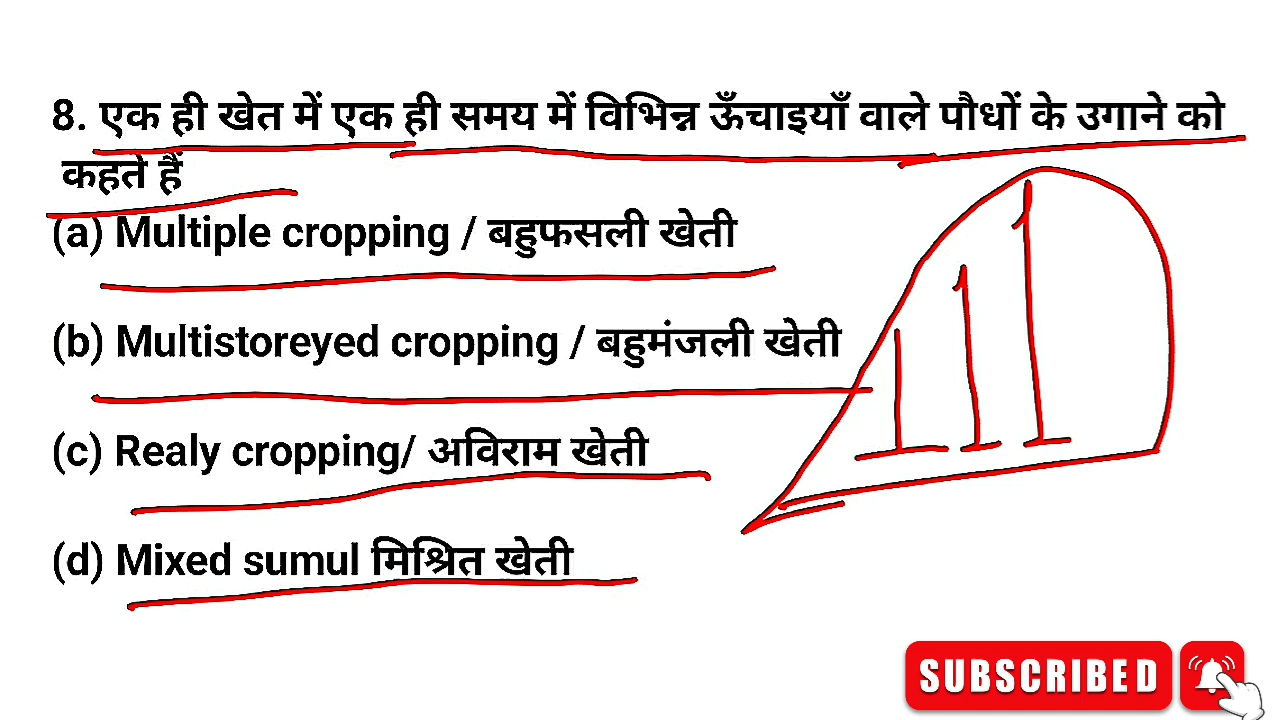 8. एक ही खेत में एक ही समय में विभिन्न ऊँचाइयाँ वाले पौधों के उगाने को
कहते हैं
(a) Multiple cropping / बहुफसली खेती
(b) Multistoreyed cropping / बहुमंजली खेती
(c) Realy cropping/ अविराम खेती
(d) Mixed sumul मिश्रित खेती
SUBSCRIBED